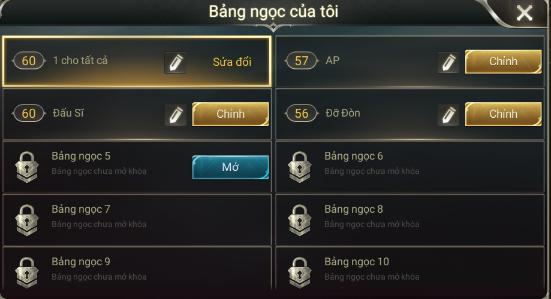 Bảng ngọc của tôi
60 1 cho tất cả Sửa đổi
57 AP Chính
60 Đấu Sĩ Chính
56 Đỡ Đòn Chính
Bảng ngọc 5
Bảng ngọc chưa mở khóa
Mở
Bảng ngọc 6
Bảng ngọc chưa mở khóa
Bảng ngọc 7
Bảng ngọc chưa mở khóa
Bảng ngọc 8
Bảng ngọc chưa mở khóa
Bảng ngọc 9
Bảng ngọc chưa mở khóa
Bảng ngọc 10
Bảng ngọc chưa mở khóa